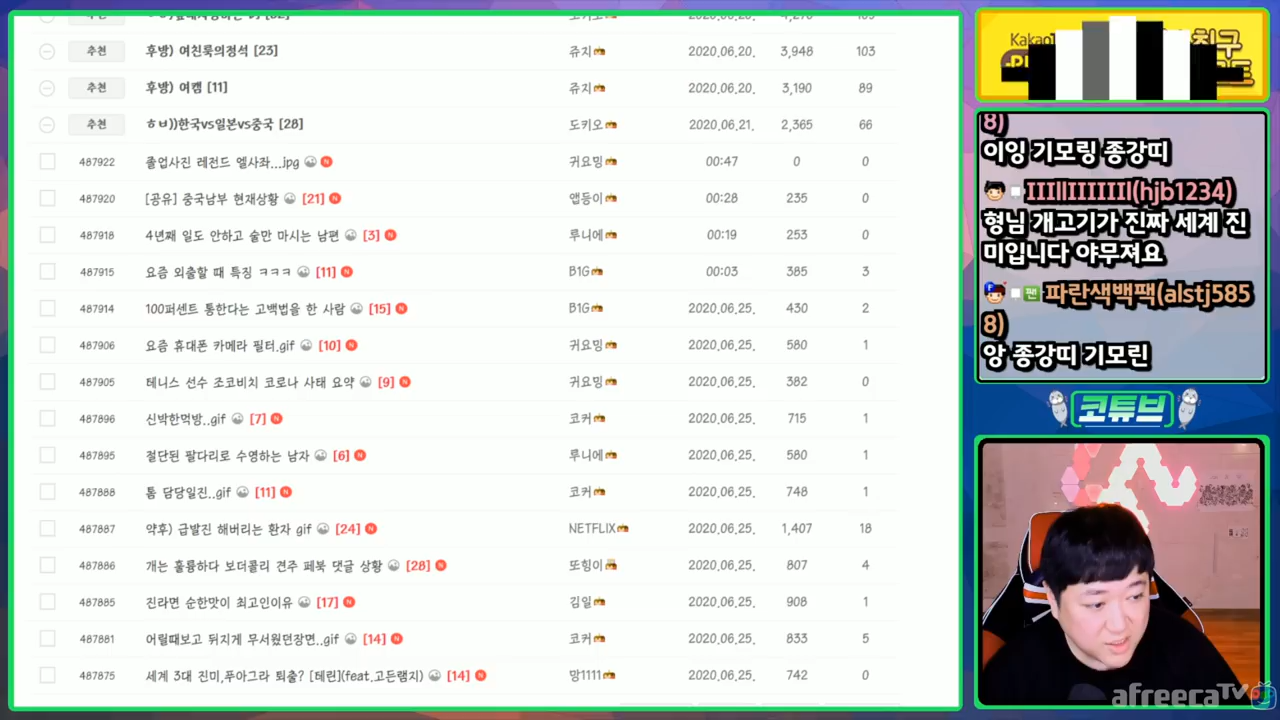 후방) 여친룩의정석 [23] 쥬지 2020.06.20. 3,948 103
추천
후방) 여캠 [11] 쥬지 2020.06.20. 3,190 89
추천
ㅎㅂ))한국vs일본vs중국 [28] 도키오 2020.06.21. 2,365 66
추천
487922 졸업사진 레전드 엘사좌...jpg N 귀요밍 00:47 0 0
487920 [공유] 중국남부 현재상황 [21] N 앱등이 00:28 235 0
487918 4년째 일도 안하고 술만 마시는 남편 [3] N 루니에 00:19 253 0
487915 요즘 외출할 때 특징 ㅋㅋㅋ [11] N B1G 00:03 385 3
487914 100퍼센트 통한다는 고백법을 한 사람 [15] N B1G 2020.06.25. 430 2
487906 요즘 휴대폰 카메라 필터.gif [10] N 귀요밍 2020.06.25. 580 1
487905 테니스 선수 조코비치 코로나 사태 요약 [9] N 귀요밍 2020.06.25. 382 0
487896 신박한먹방..gif [7] N 코커 2020.06.25. 715 1
487895 절단된 팔다리로 수영하는 남자 [6] N 루니에 2020.06.25. 580 1
487888 톰 담당일진..gif [11] N 코커 2020.06.25. 748 1
487887 약후) 급발진 해버리는 환자 gif [24] N NETFLIX 2020.06.25. 1,407 18
487886 개는 훌륭하다 보더콜리 견주 페북 댓글 상황 [28] N 또힝이 2020.06.25. 807 4
487885 진라면 순한맛이 최고인이유 [17] N 김일 2020.06.25. 908 1
487881 어릴때보고 뒤지게 무서웠던장면..gif [14] N 코커 2020.06.25. 833 5
487875 세계 3대 진미,푸아그라 퇴출? [테린](feat.고든램지) [14] N 망1111 2020.06.25. 742 0
8)
이잉 기모링 종강띠
IIIllIIIIIIl(hjb1234)
형님 개고기가 진짜 세계 진
미입니다 야무져요
팬 파란색백팩(alstj585
8)
앙 종강띠 기모린
코튜브
afreecaTV